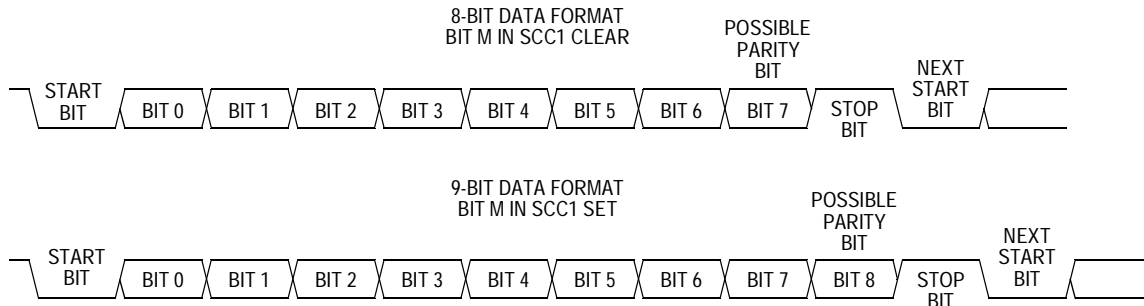 8-BIT DATA FORMAT
BIT M IN SCC1 CLEAR
POSSIBLE
PARITY
BIT
NEXT
START
BIT
START
BIT
BIT 0
BIT 1
BIT 2
BIT 3
BIT 4
BIT 5
BIT 6
BIT 7
STOP
BIT
9-BIT DATA FORMAT
BIT M IN SCC1 SET
POSSIBLE
PARITY
BIT
NEXT
START
BIT
START
BIT
BIT 0
BIT 1
BIT 2
BIT 3
BIT 4
BIT 5
BIT 6
BIT 7
BIT 8
STOP
BIT